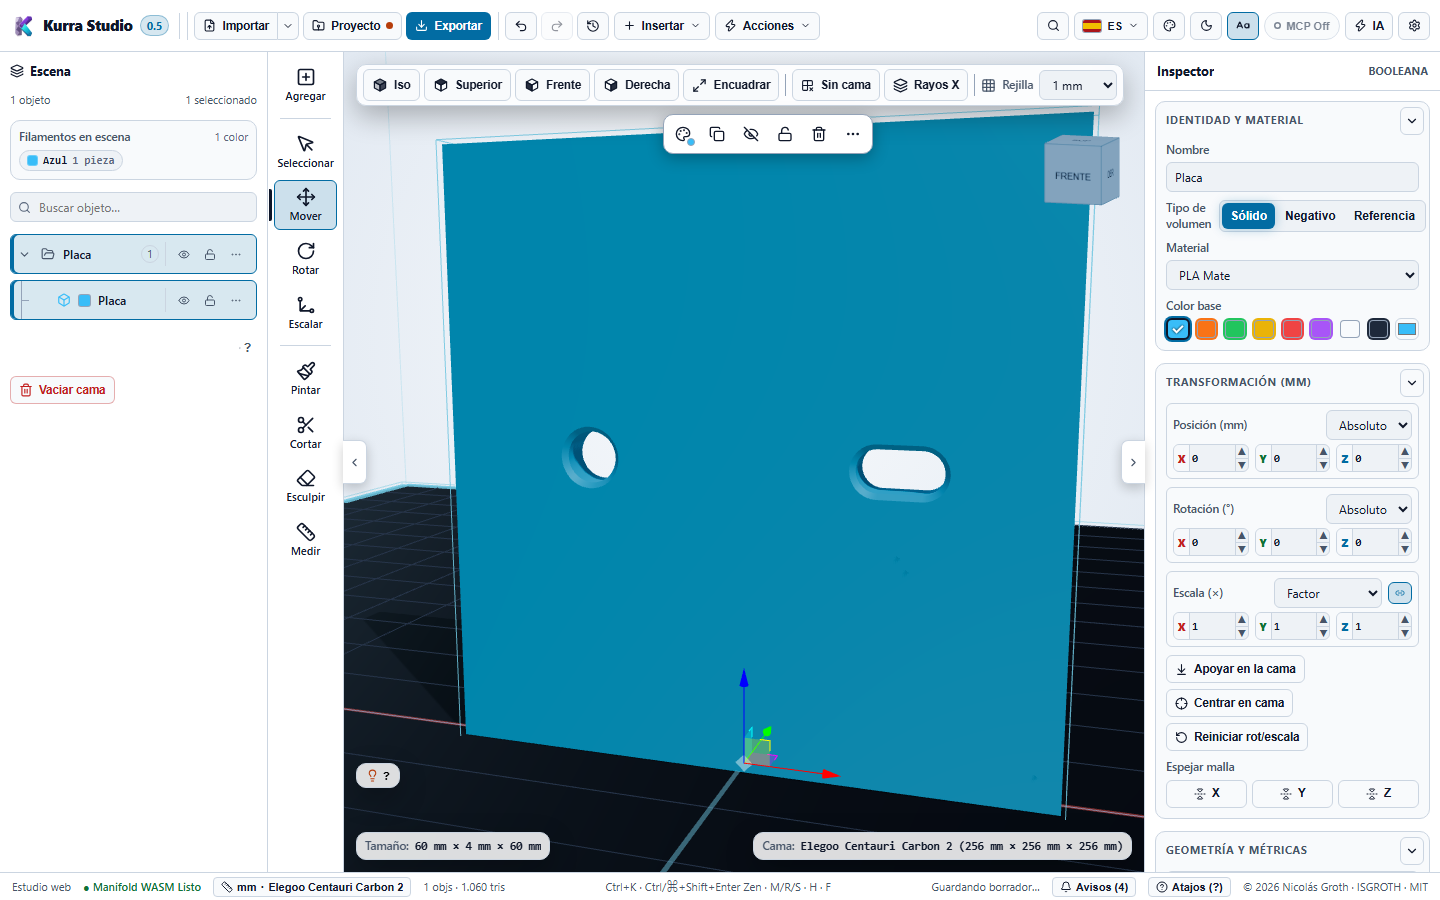 Kurra Studio 0.5 Importar Proyecto Exportar Insertar Acciones ES MCP Off IA
Escena
1 objeto 1 seleccionado
Filamentos en escena 1 color
Azul 1 pieza
Buscar objeto...
Placa 1
Placa
· ?
Vaciar cama
Agregar
Seleccionar
Mover
Rotar
Escalar
Pintar
Cortar
Esculpir
Medir
Iso Superior Frente Derecha Encuadrar Sin cama Rayos X Rejilla 1 mm
FRENTE
?
Tamaño: 60 mm × 4 mm × 60 mm
Cama: Elegoo Centauri Carbon 2 (256 mm × 256 mm × 256 mm)
Inspector BOOLEANA
IDENTIDAD Y MATERIAL
Nombre
Placa
Tipo de volumen Sólido Negativo Referencia
Material
PLA Mate
Color base
TRANSFORMACIÓN (MM)
Posición (mm) Absoluto
X 0 Y 0 Z 0
Rotación (°) Absoluto
X 0 Y 0 Z 0
Escala (×) Factor
X 1 Y 1 Z 1
Apoyar en la cama
Centrar en cama
Reiniciar rot/escala
Espejar malla
X Y Z
GEOMETRÍA Y MÉTRICAS
Estudio web ● Manifold WASM Listo mm · Elegoo Centauri Carbon 2 1 objs · 1.060 tris Ctrl+K · Ctrl/⌘+Shift+Enter Zen · M/R/S · H · F Guardando borrador... Avisos (4) Atajos (?) © 2026 Nicolás Groth · ISGROTH · MIT